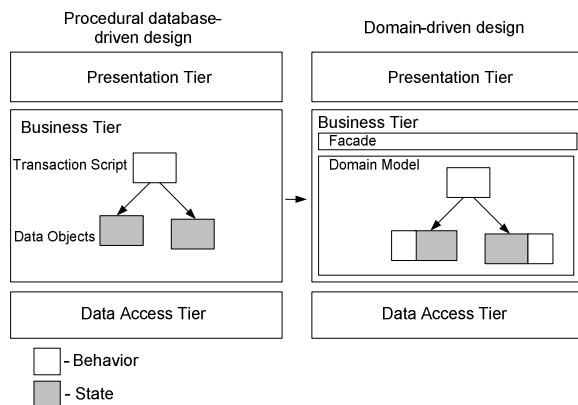 Procedural database-
driven design
Presentation Tier
Business Tier
Transaction Script
Data Objects
Data Access Tier
Domain-driven design
Presentation Tier
Business Tier
Facade
Domain Model
Data Access Tier
- Behavior
- State